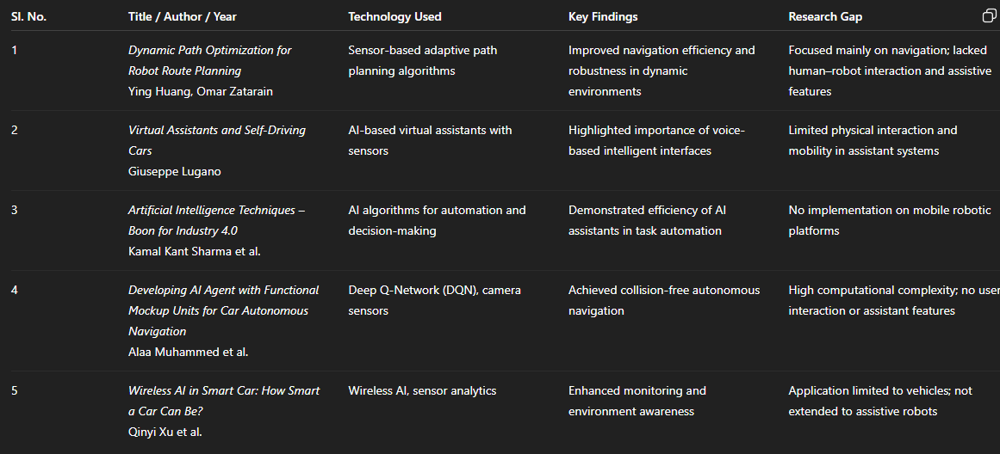 Sl. No. Title / Author / Year Technology Used Key Findings Research Gap
1 Dynamic Path Optimization for Sensor-based adaptive path Improved navigation efficiency and Focused mainly on navigation; lacked
Robot Route Planning planning algorithms robustness in dynamic human–robot interaction and assistive
Ying Huang, Omar Zatarain environments features
2 Virtual Assistants and Self-Driving AI-based virtual assistants with Highlighted importance of voice- Limited physical interaction and
Cars sensors based intelligent interfaces mobility in assistant systems
Giuseppe Lugano
3 Artificial Intelligence Techniques – AI algorithms for automation and Demonstrated efficiency of AI No implementation on mobile robotic
Boon for Industry 4.0 decision-making assistants in task automation platforms
Kamal Kant Sharma et al.
4 Developing AI Agent with Functional Deep Q-Network (DQN), camera Achieved collision-free autonomous High computational complexity; no user
Mockup Units for Car Autonomous sensors navigation interaction or assistant features
Navigation
Alaa Muhammed et al.
5 Wireless AI in Smart Car: How Smart Wireless AI, sensor analytics Enhanced monitoring and Application limited to vehicles; not
a Car Can Be? environment awareness extended to assistive robots
Qinyi Xu et al.